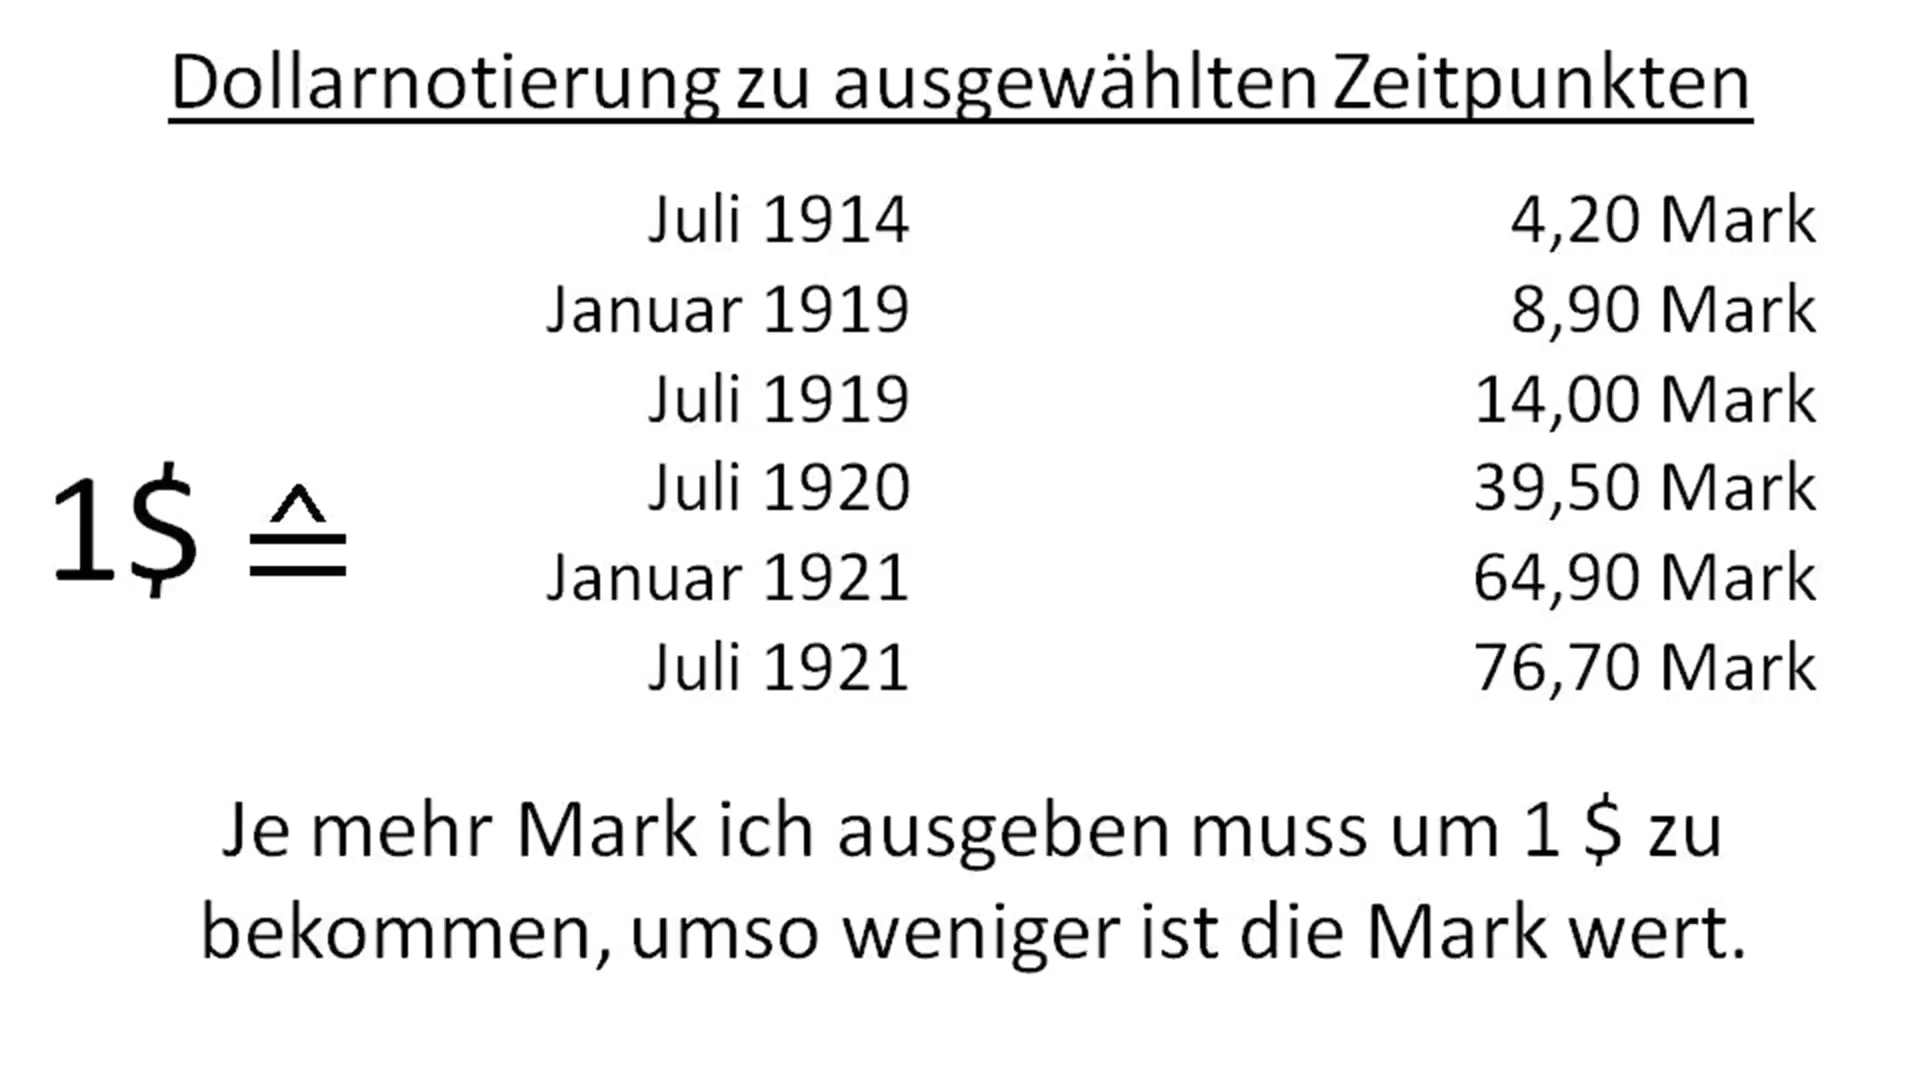 Dollarnotierung zu ausgewählten Zeitpunkten
Juli 1914 4,20 Mark
Januar 1919 8,90 Mark
Juli 1919 14,00 Mark
Juli 1920 39,50 Mark
1$ ≙
Januar 1921 64,90 Mark
Juli 1921 76,70 Mark
Je mehr Mark ich ausgeben muss um 1 $ zu
bekommen, umso weniger ist die Mark wert.